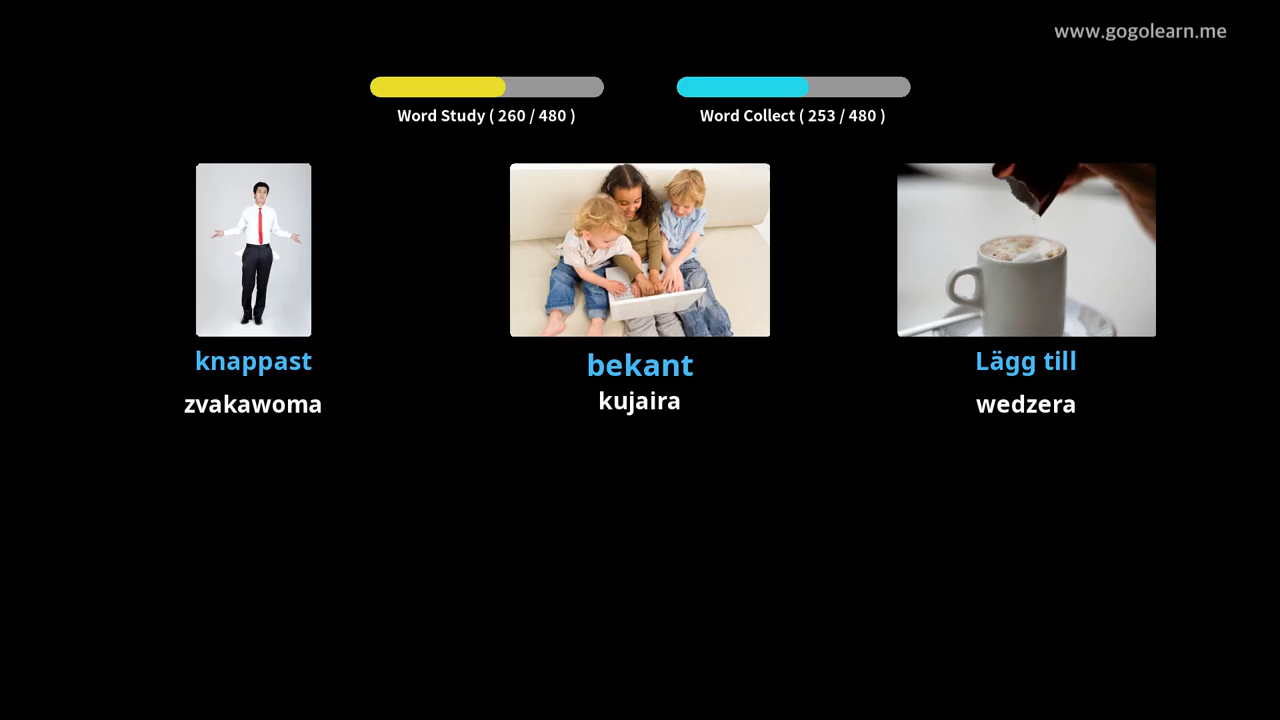 www.gogolearn.me
Word Study ( 260 / 480 )
Word Collect ( 253 / 480 )
knappast
zvakawoma
bekant
kujaira
Lägg till
wedzera